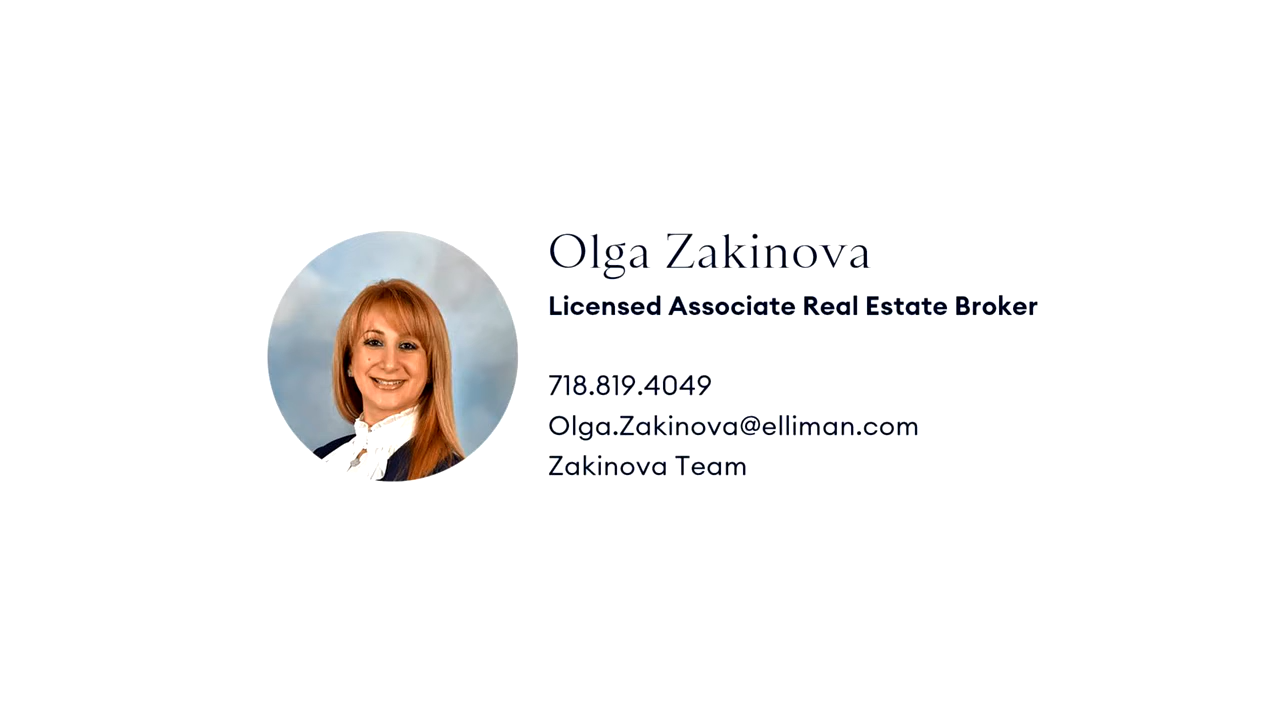 Olga Zakinova
Licensed Associate Real Estate Broker
718.819.4049
Olga.Zakinova@elliman.com
Zakinova Team